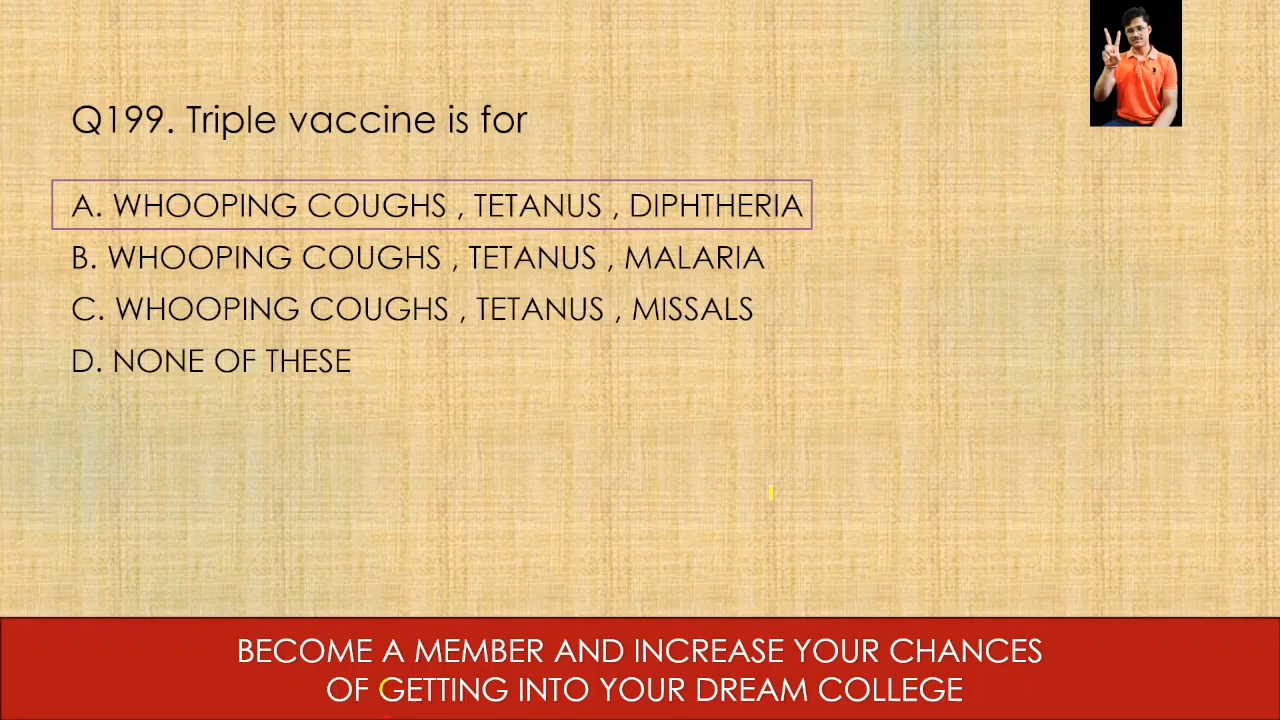 Q199. Triple vaccine is for
A. WHOOPING COUGHS , TETANUS , DIPHTHERIA
B. WHOOPING COUGHS , TETANUS , MALARIA
C. WHOOPING COUGHS , TETANUS , MISSALS
D. NONE OF THESE
BECOME A MEMBER AND INCREASE YOUR CHANCES
OF GETTING INTO YOUR DREAM COLLEGE